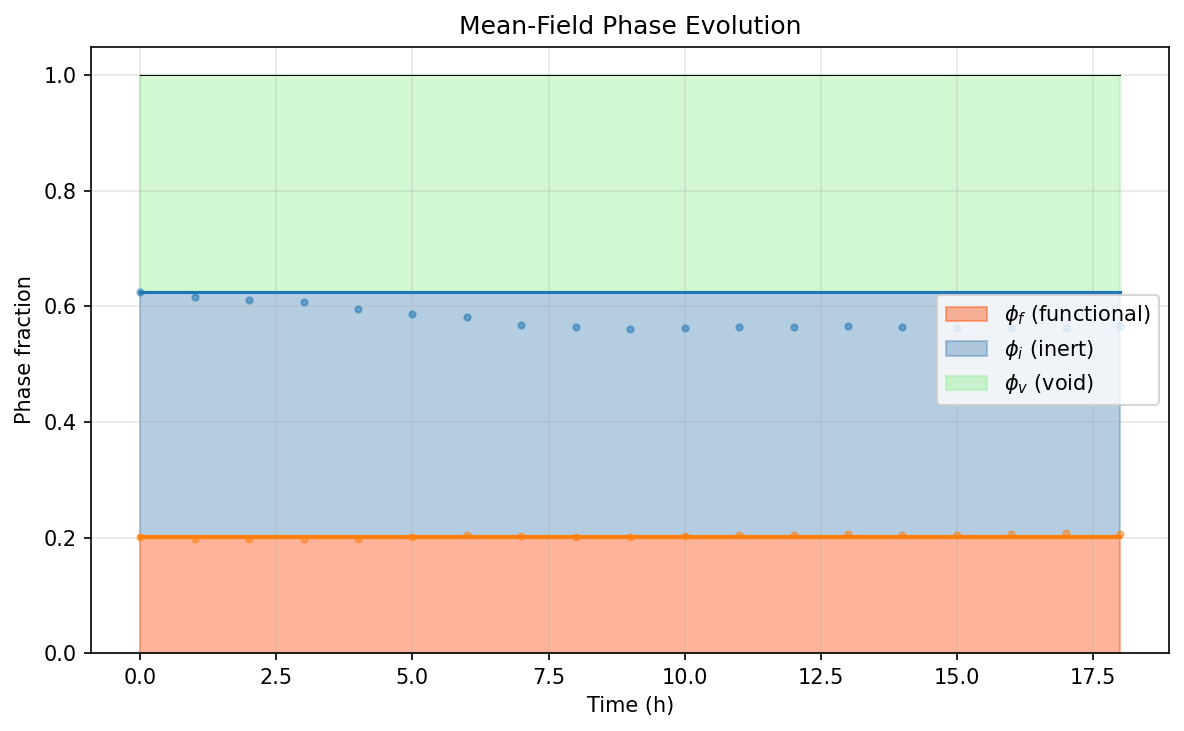 Mean-Field Phase Evolution
Phase fraction
1.0
0.8
0.6
0.4
0.2
0.0
ϕf (functional)
ϕi (inert)
ϕv (void)
0.0 2.5 5.0 7.5 10.0 12.5 15.0 17.5
Time (h)